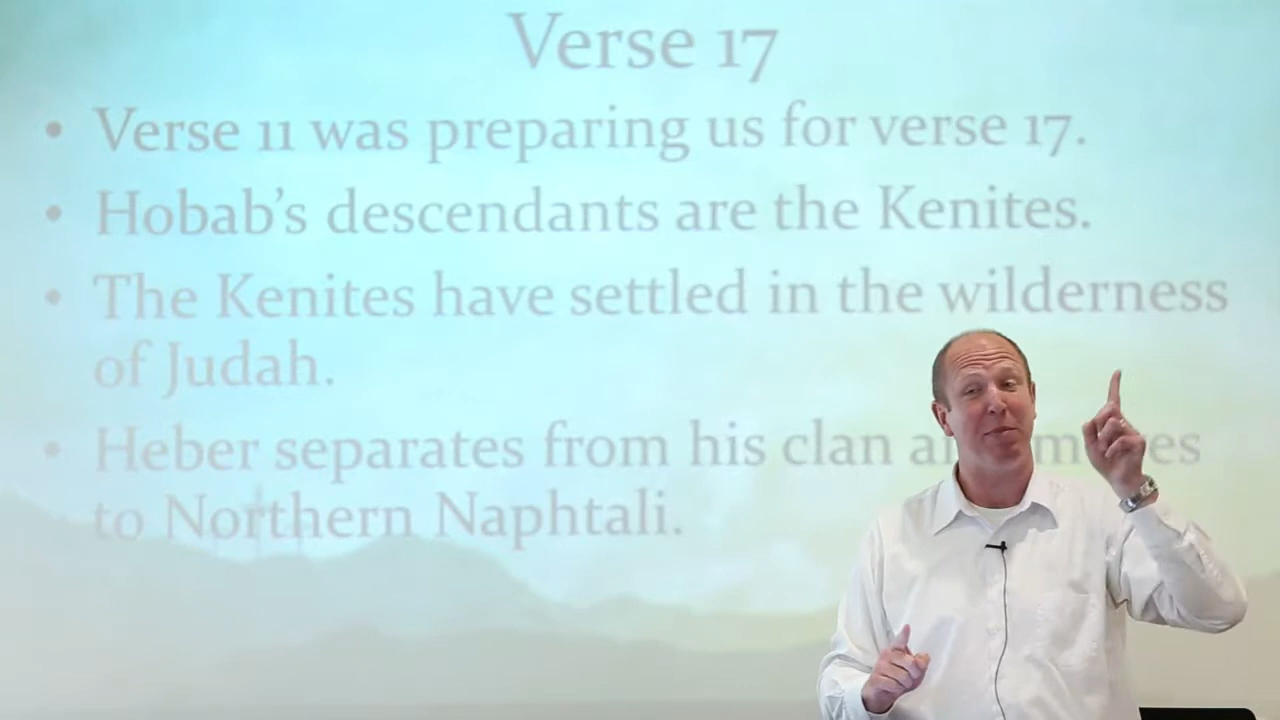 Verse 17
• Verse 11 was preparing us for verse 17.
• Hobab's descendants are the Kenites.
• The Kenites have settled in the wilderness
of Judah.
• Heber separates from his clan
to Northern Naphtali.